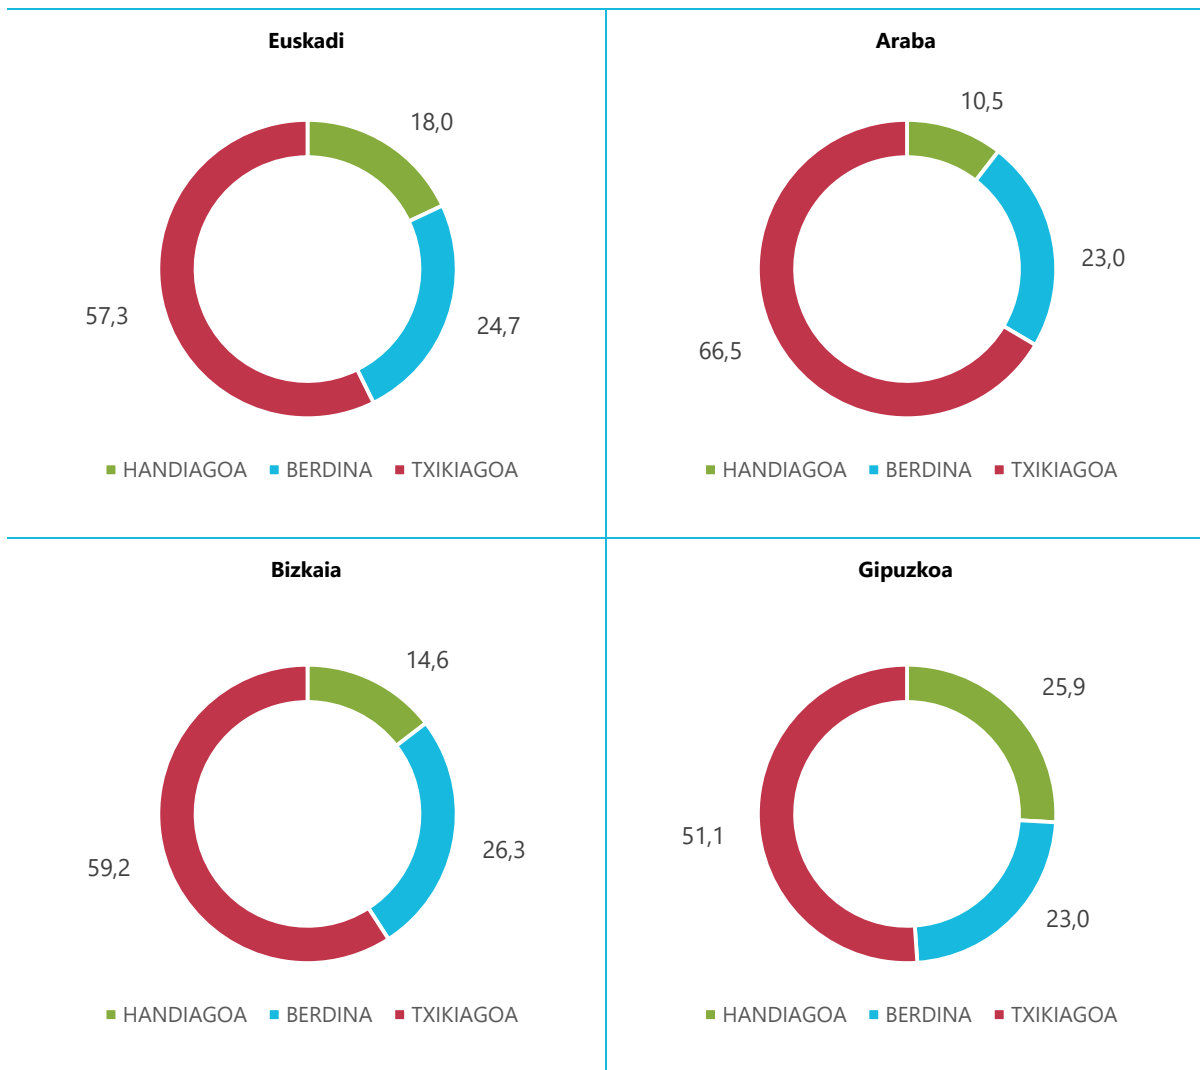 Euskadi
18,0
24,7
57,3
HANDIAGOA BERDINA TXIKIAGOA
Araba
10,5
23,0
66,5
HANDIAGOA BERDINA TXIKIAGOA
Bizkaia
14,6
26,3
59,2
HANDIAGOA BERDINA TXIKIAGOA
Gipuzkoa
25,9
51,1
23,0
HANDIAGOA BERDINA TXIKIAGOA